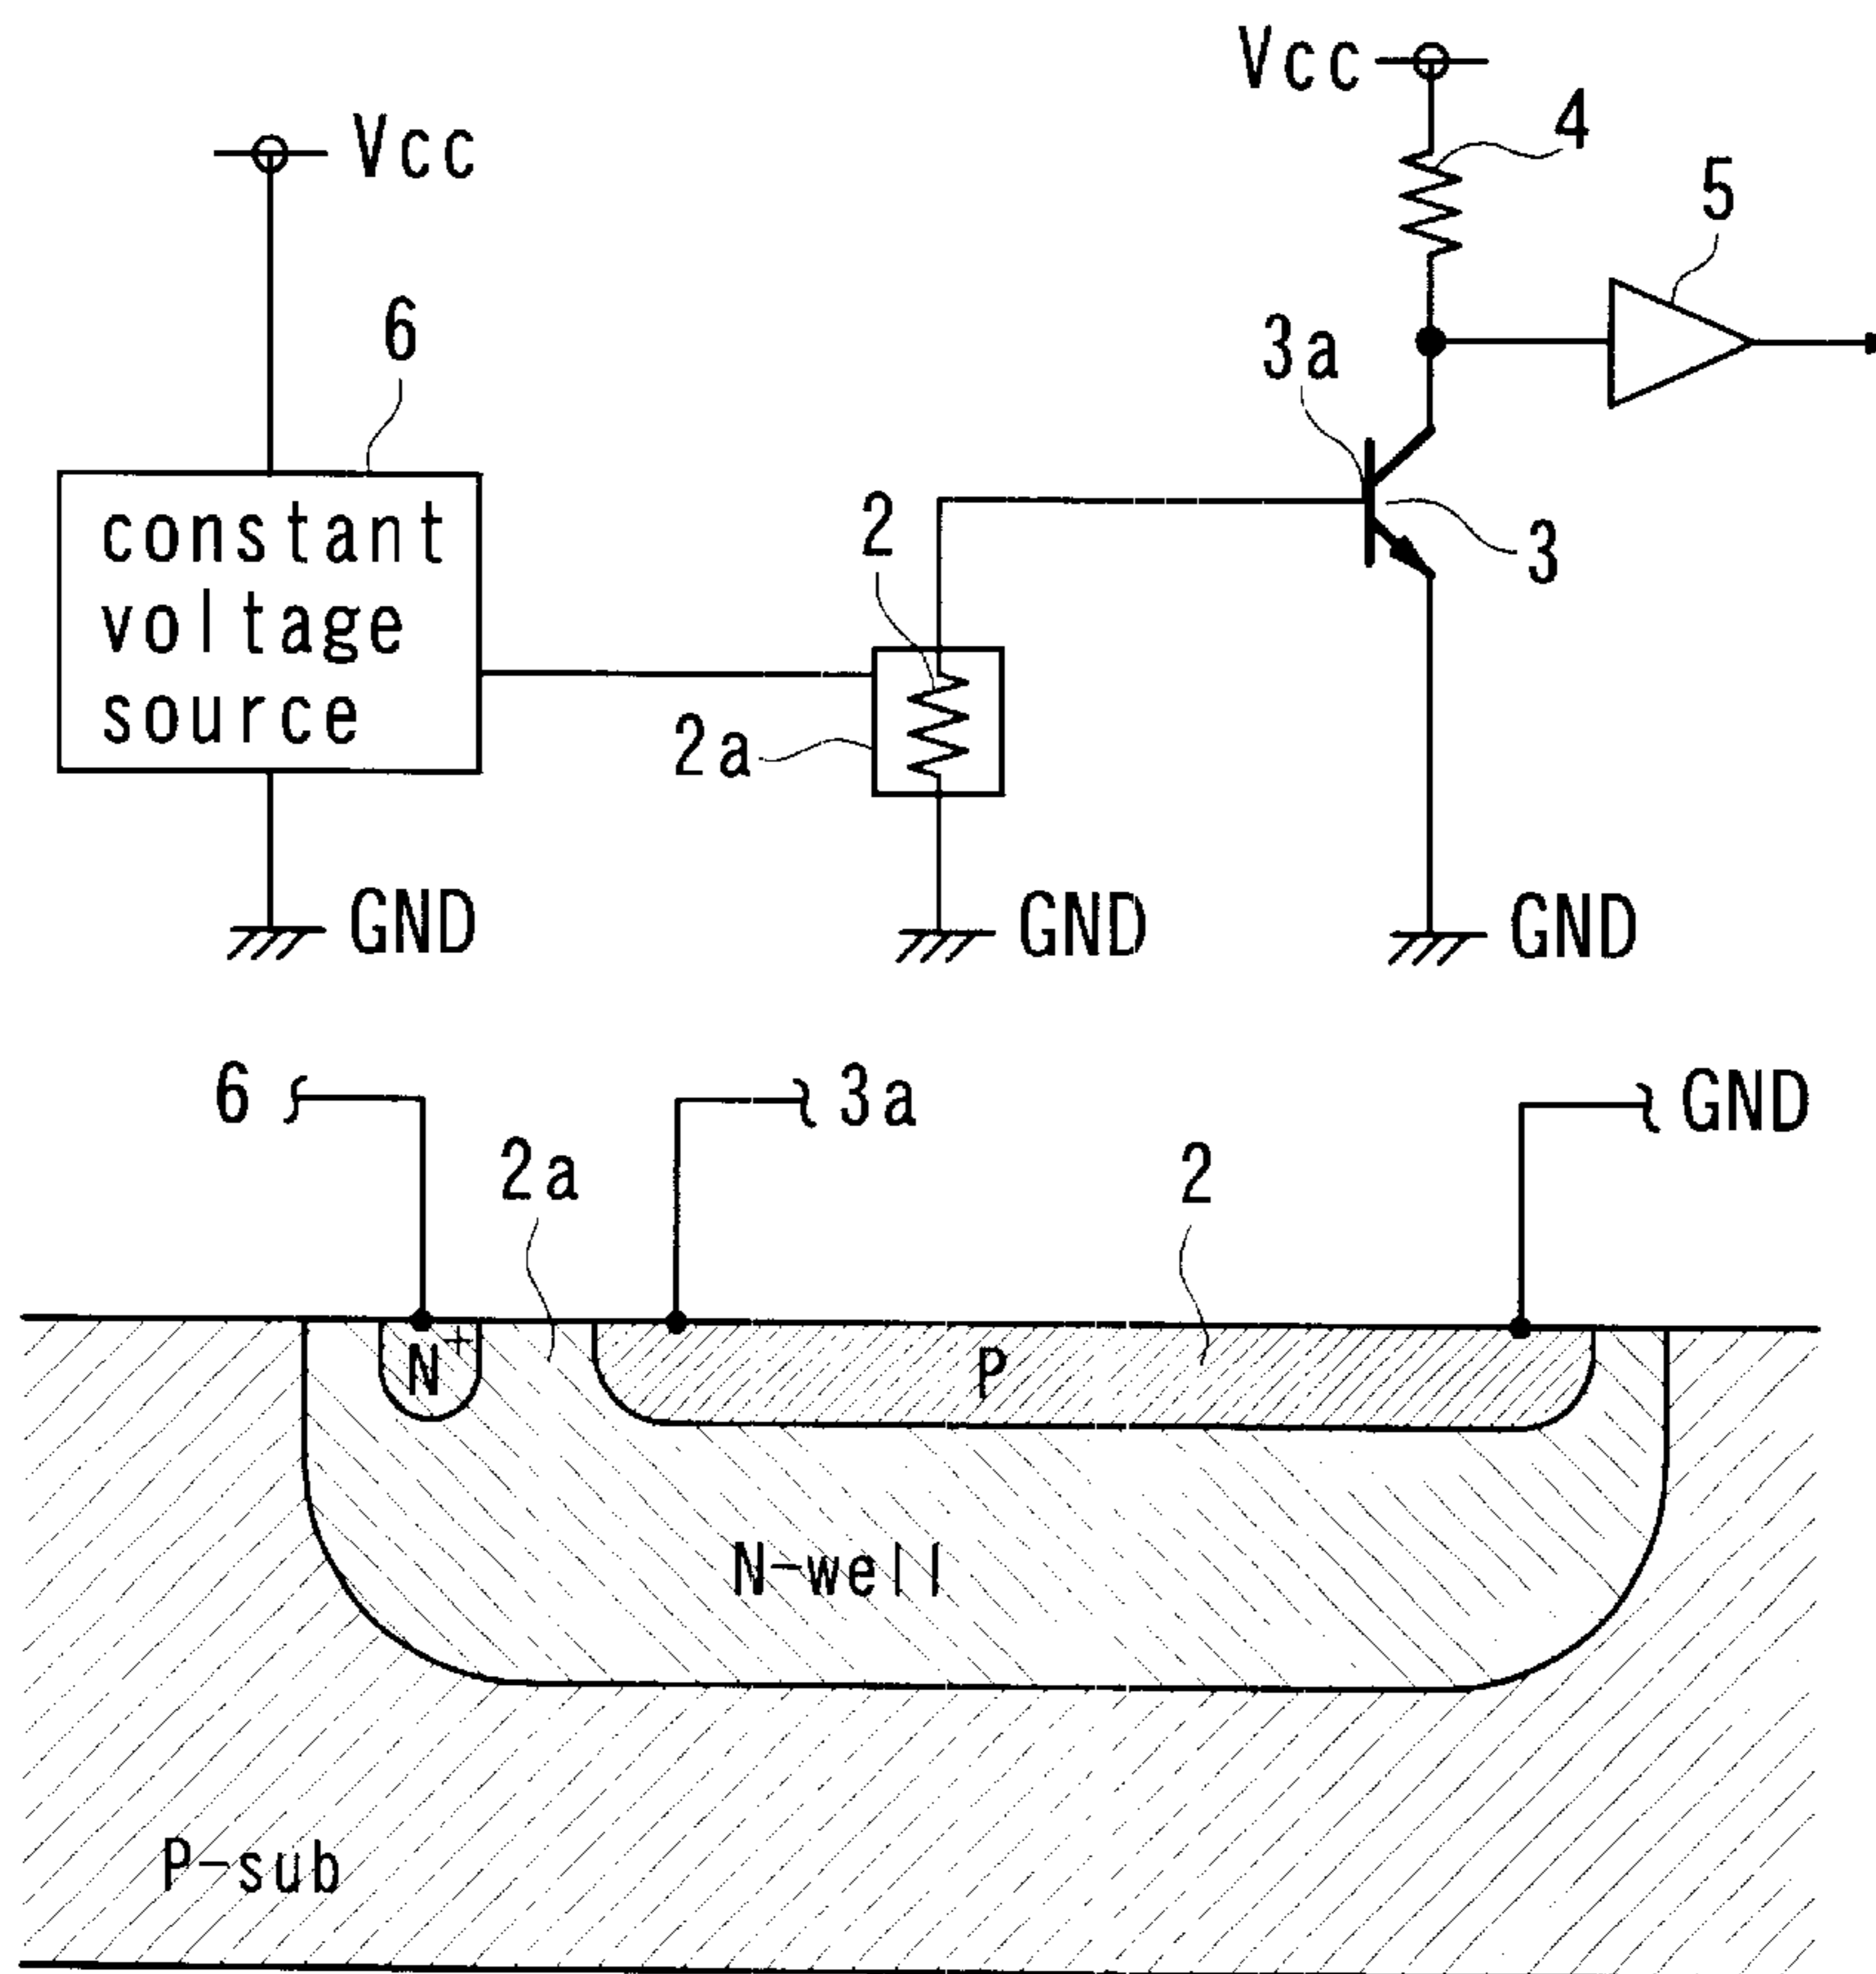 Vcc
4
Vcc
5
6
3a
constant
voltage
source
2
3
2a
GND
GND
GND
6
3a
GND
2a
2
N+
P
N-well
P-sub